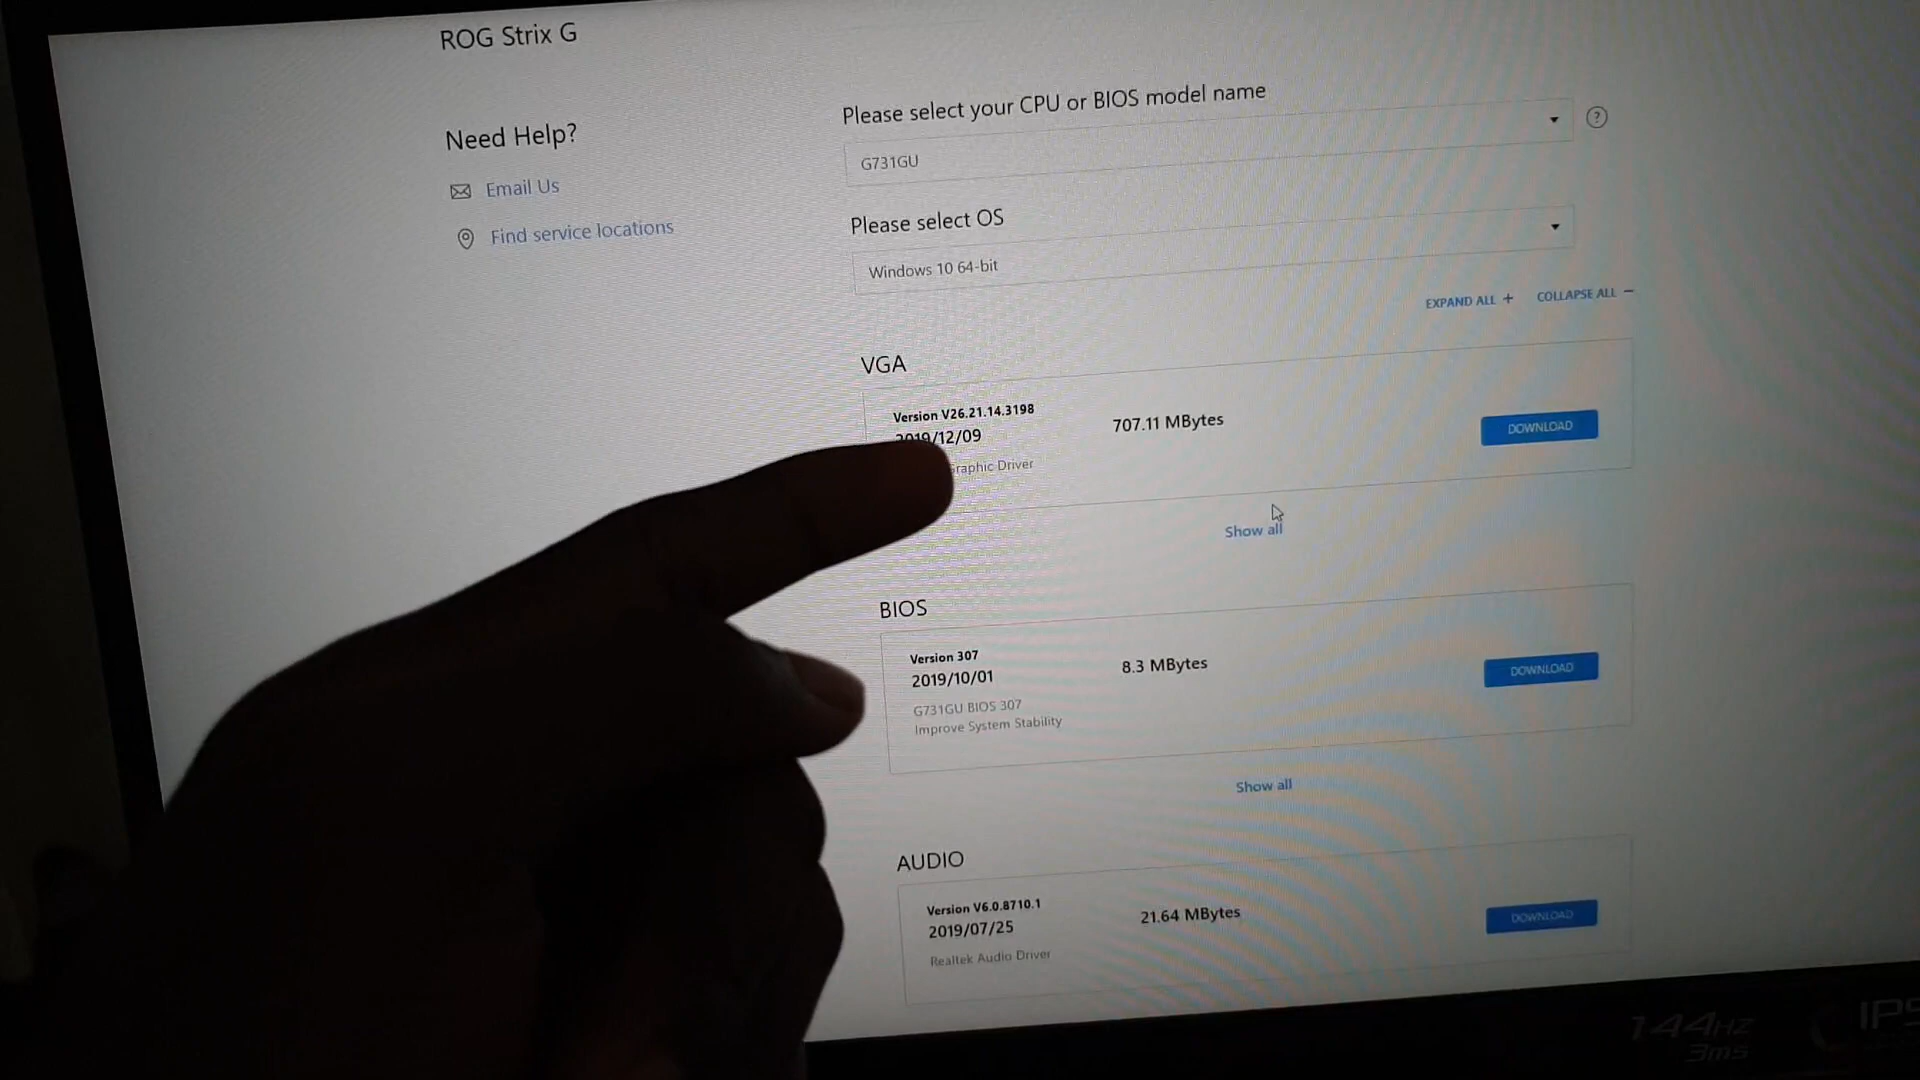 ROG Strix G
Need Help?
Email Us
Find service locations
Please select your CPU or BIOS model name
G731GU
?
Please select OS
Windows 10 64-bit
EXPAND ALL + COLLAPSE ALL −
VGA
Version V26.21.14.3198
2019/12/09
707.11 MBytes
DOWNLOAD
Graphic Driver
Show all
BIOS
Version 307
2019/10/01
8.3 MBytes
DOWNLOAD
G731GU BIOS 307
Improve System Stability
Show all
AUDIO
Version V6.0.8710.1
2019/07/25
21.64 MBytes
DOWNLOAD
Realtek Audio Driver
144Hz
3ms